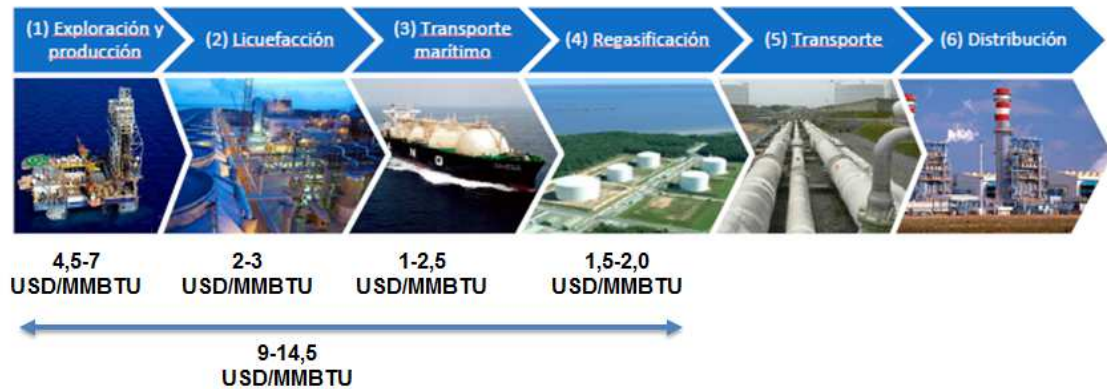 (1) Exploración y
producción
(2) Licuefacción
(3) Transporte
marítimo
(4) Regasificación
(5) Transporte
(6) Distribución
N G
4,5-7
USD/MMBTU
2-3
USD/MMBTU
1-2,5
USD/MMBTU
1,5-2,0
USD/MMBTU
9-14,5
USD/MMBTU